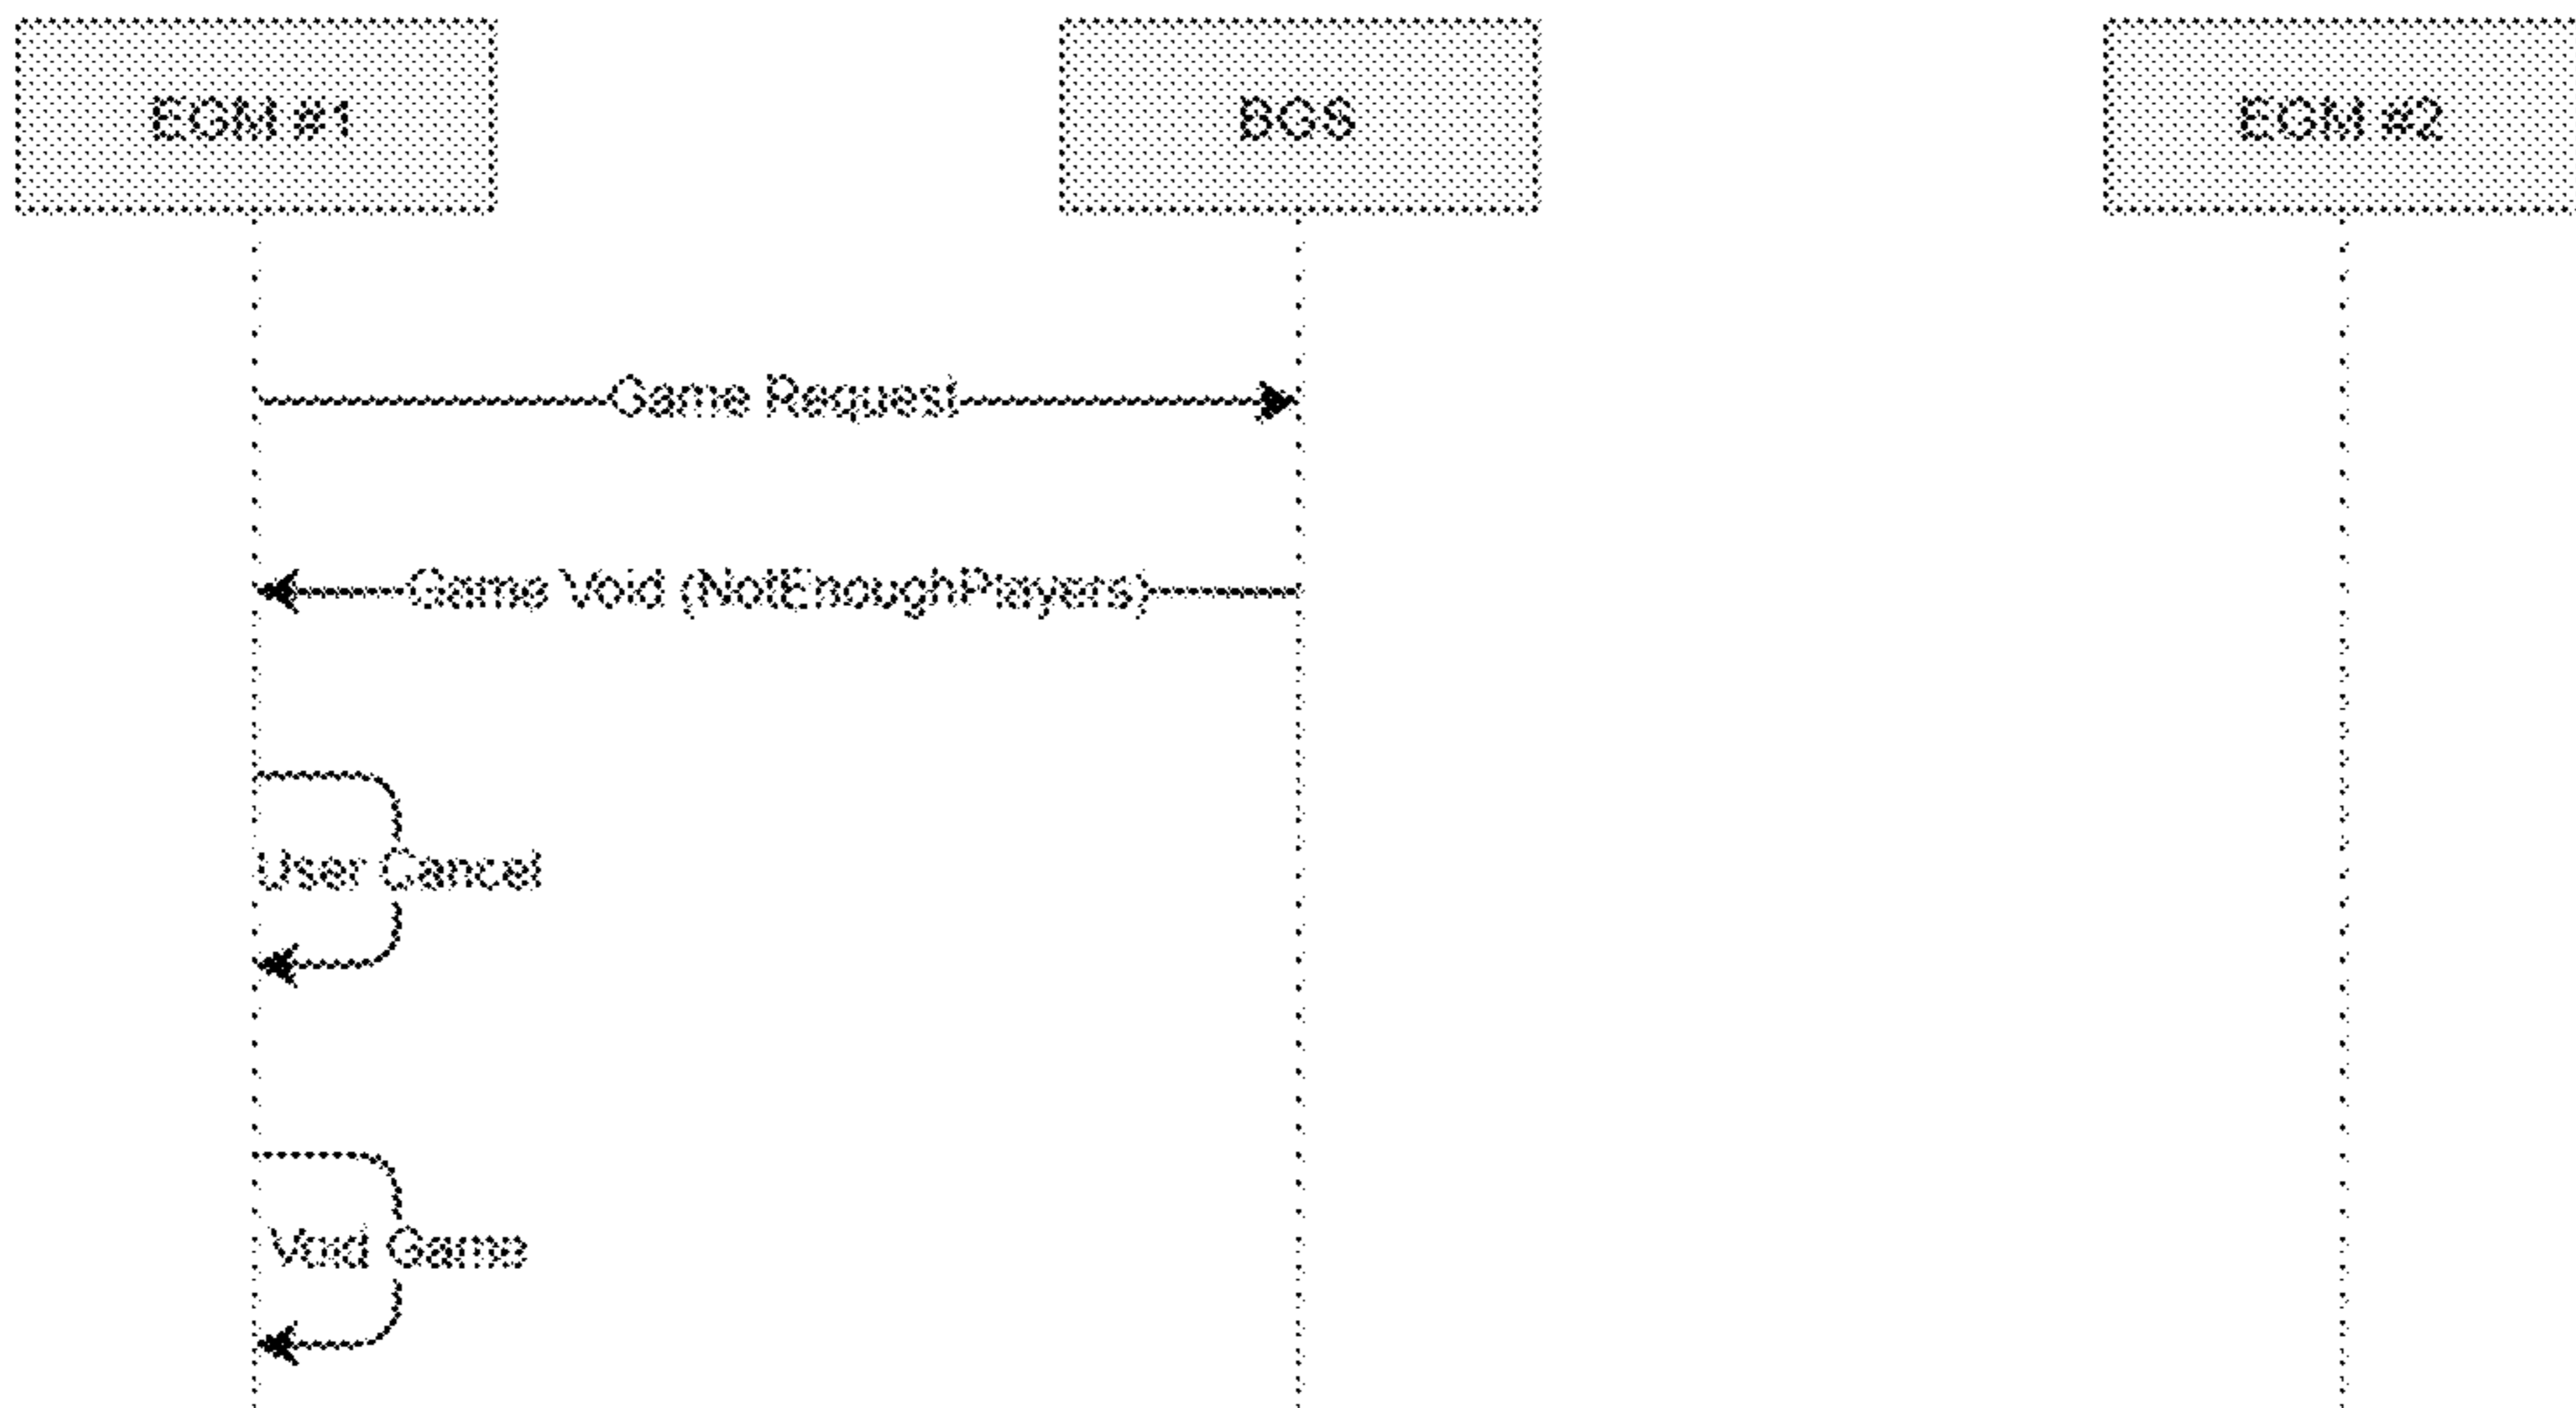 EGM #1
BGS
EGM #2
Game Request
Game Void (NotEnoughPlayers)
User Cancel
Void Game